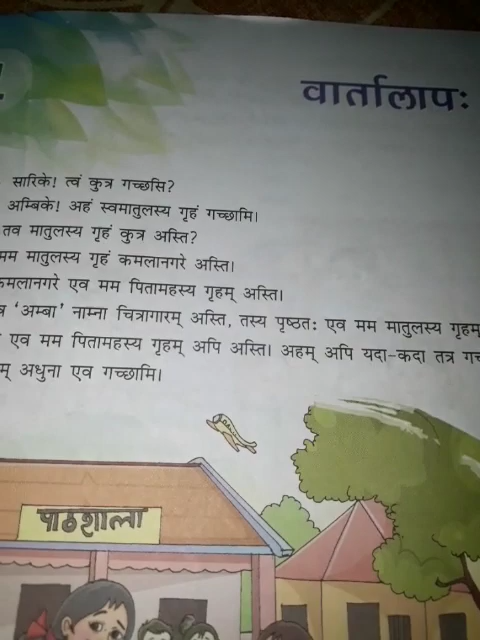 वार्तालापः
सारिके! त्वं कुत्र गच्छसि?
अम्बिके! अहं स्वमातुलस्य गृहं गच्छामि।
तव मातुलस्य गृहं कुत्र अस्ति?
मम मातुलस्य गृहं कमलानगरे अस्ति।
कमलानगरे एव मम पितामहस्य गृहम् अस्ति।
'अम्बा' नाम्ना चित्रागारम् अस्ति, तस्य पृष्ठतः एव मम मातुलस्य गृहम्
एव मम पितामहस्य गृहम् अपि अस्ति। अहम् अपि यदा-कदा तत्र
अधुना एव गच्छामि।
पाठशाला